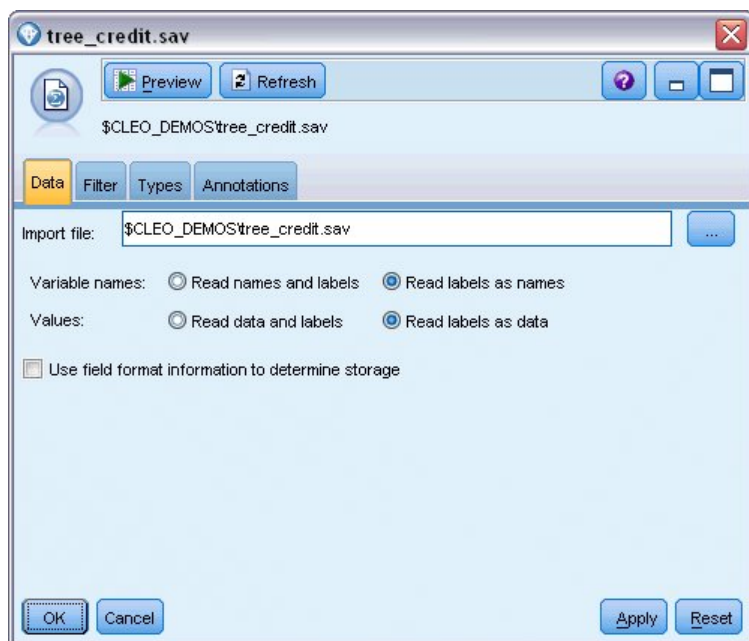 tree_credit.sav
Preview Refresh
$CLEO_DEMOS\tree_credit.sav
Data Filter Types Annotations
Import file: $CLEO_DEMOS\tree_credit.sav ...
Variable names: Read names and labels Read labels as names
Values: Read data and labels Read labels as data
Use field format information to determine storage
OK Cancel Apply Reset